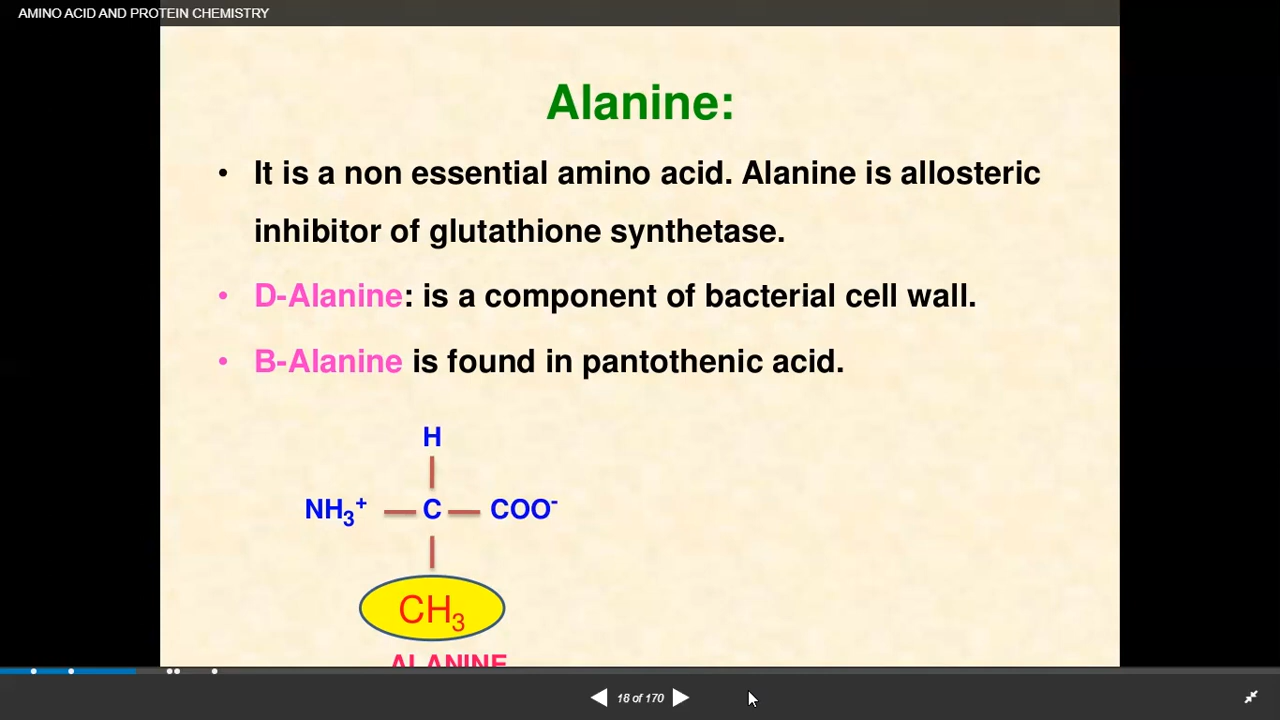 AMINO ACID AND PROTEIN CHEMISTRY
Alanine:
• It is a non essential amino acid. Alanine is allosteric
inhibitor of glutathione synthetase.
• D-Alanine: is a component of bacterial cell wall.
• B-Alanine is found in pantothenic acid.
H
NH₃⁺ — C — COO⁻
CH₃
ALANINE
18 of 170